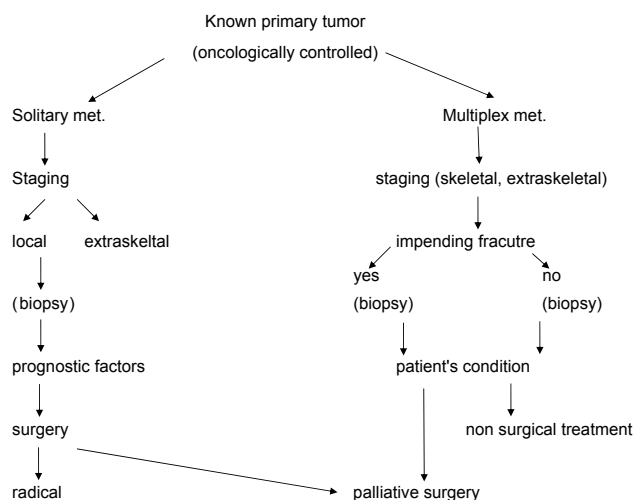 Known primary tumor
(oncologically controlled)
Solitary met.
Multiplex met.
Staging
staging (skeletal, extraskeletal)
local
extraskeltal
impending fracutre
yes
no
(biopsy)
(biopsy)
(biopsy)
prognostic factors
patient's condition
surgery
non surgical treatment
radical
palliative surgery